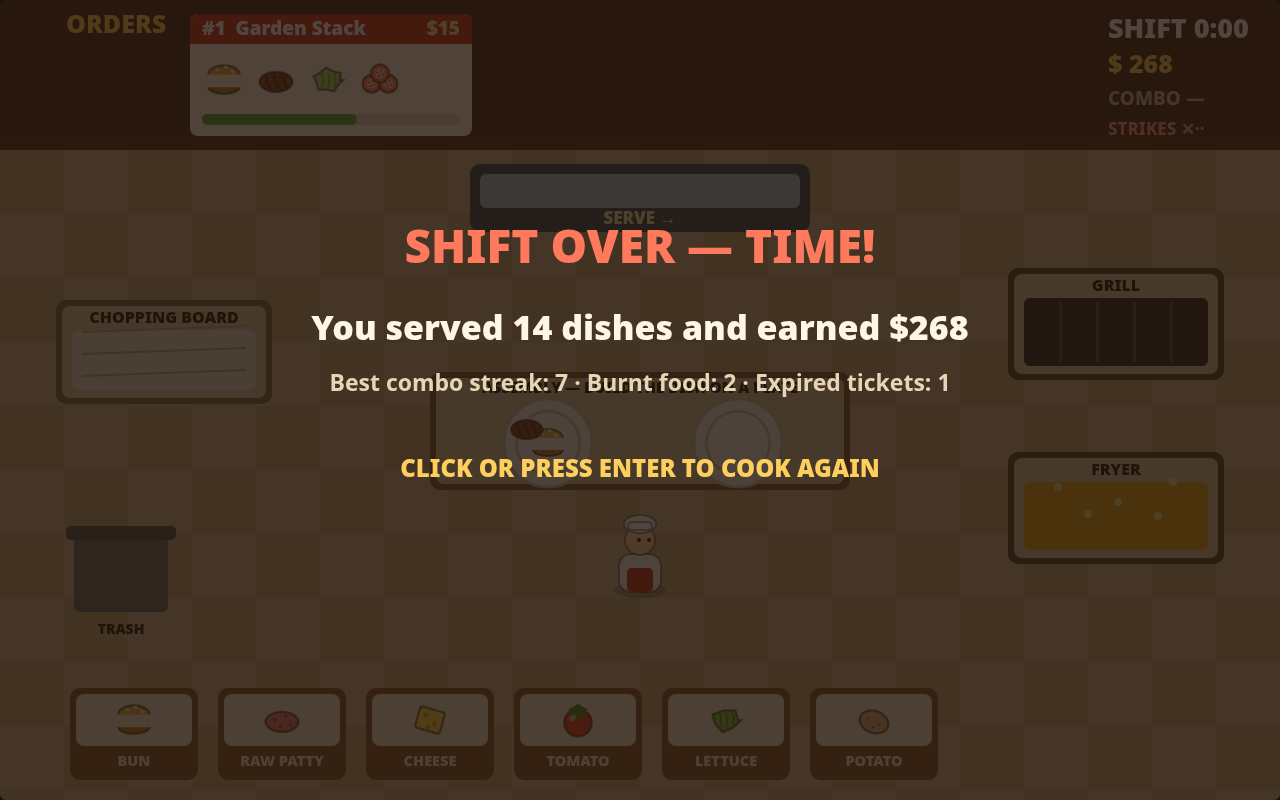 ORDERS
#1 Garden Stack $15
SHIFT 0:00
$ 268
COMBO —
STRIKES ×··
SERVE →
SHIFT OVER — TIME!
GRILL
CHOPPING BOARD
You served 14 dishes and earned $268
Best combo streak: 7 · Burnt food: 2 · Expired tickets: 1
CLICK OR PRESS ENTER TO COOK AGAIN
FRYER
TRASH
BUN
RAW PATTY
CHEESE
TOMATO
LETTUCE
POTATO